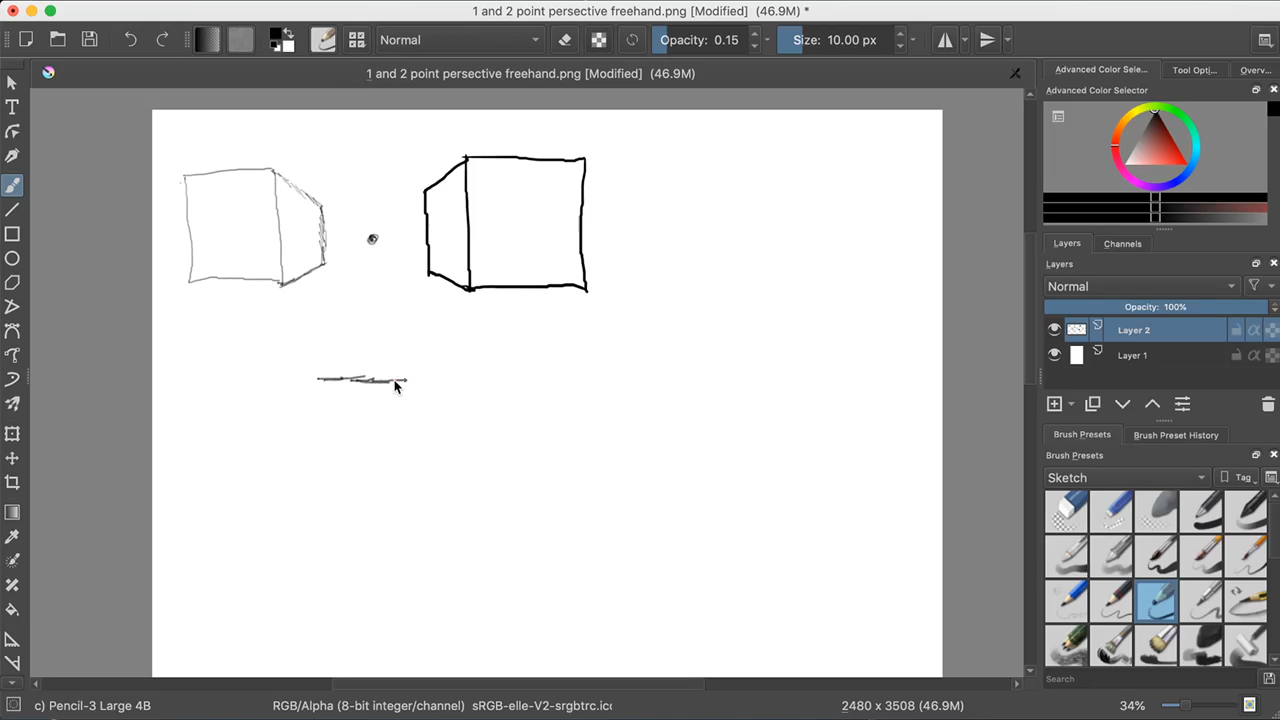 1 and 2 point persective freehand.png [Modified]  (46.9M) *
Normal
Opacity: 0.15
Size: 10.00 px
1 and 2 point persective freehand.png [Modified]  (46.9M)
Advanced Color Sele...
Tool Opti...
Overv...
Advanced Color Selector
Layers
Channels
Layers
Normal
Opacity: 100%
Layer 2
Layer 1
Brush Presets
Brush Preset History
Brush Presets
Sketch
Tag
Search
c) Pencil-3 Large 4B
RGB/Alpha (8-bit integer/channel)  sRGB-elle-V2-srgbtrc.icc
2480 x 3508 (46.9M)
34%